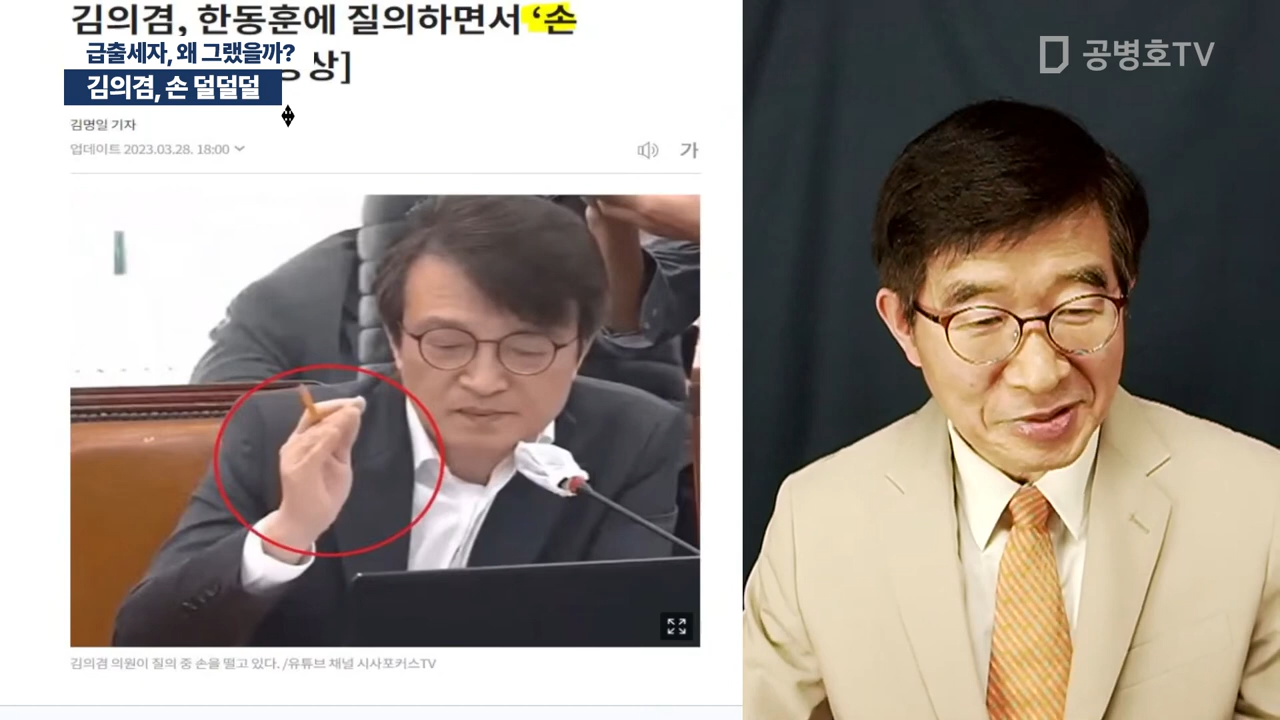 김의겸, 한동훈에 질의하면서 ‘손
급출세자, 왜 그랬을까?
상]
김의겸, 손 덜덜덜
공병호TV
김명일 기자
업데이트 2023.03.28. 18:00
가
김의겸 의원이 질의 중 손을 떨고 있다. /유튜브 채널 시사포커스TV